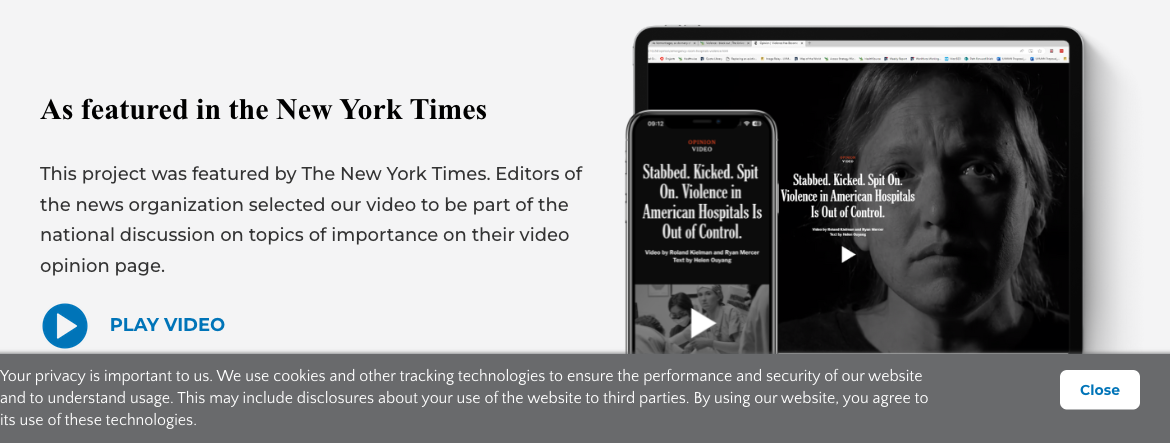 As featured in the New York Times
This project was featured by The New York Times. Editors of
the news organization selected our video to be part of the
national discussion on topics of importance on their video
opinion page.
PLAY VIDEO
09:12
OPINION
VIDEO
Stabbed. Kicked. Spit
On. Violence in
American Hospitals Is
Out of Control.
Video by Roland Kielman and Ryan Mercer
Text by Helen Ouyang
OPINION
VIDEO
Stabbed. Kicked. Spit On.
Violence in American Hospitals
Is Out of Control.
Video by Roland Kielman and Ryan Mercer
Text by Helen Ouyang
Your privacy is important to us. We use cookies and other tracking technologies to ensure the performance and security of our website
and to understand usage. This may include disclosures about your use of the website to third parties. By using our website, you agree to
its use of these technologies.
Close